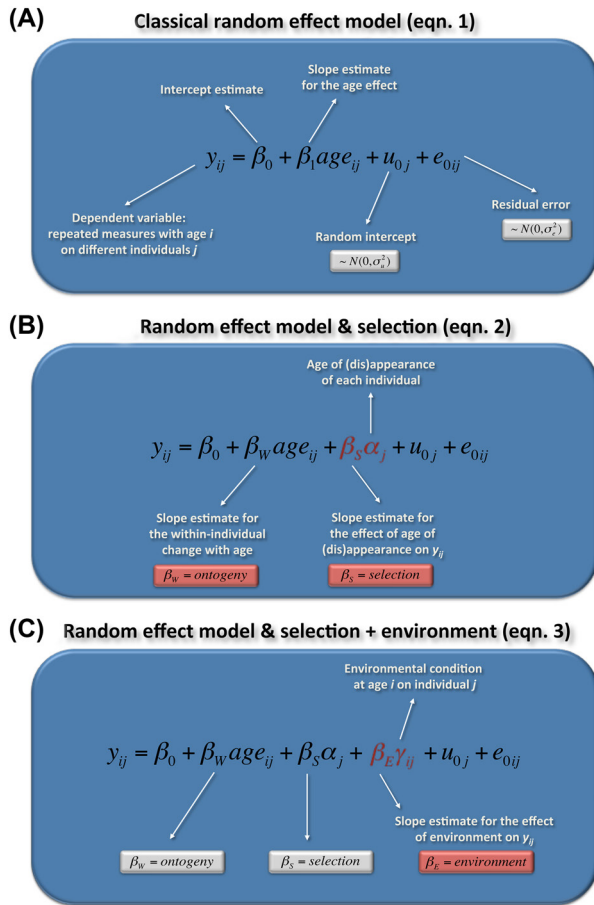 (A) Classical random effect model (eqn. 1)
Slope estimate
for the age effect
Intercept estimate
y_ij = β_0 + β_1 age_ij + u_0j + e_0ij
Dependent variable:
repeated measures with age i
on different individuals j
Random intercept
~ N(0,σ_u^2)
Residual error
~ N(0,σ_e^2)
(B) Random effect model & selection (eqn. 2)
Age of (dis)appearance
of each individual
y_ij = β_0 + β_W age_ij + β_S α_j + u_0j + e_0ij
Slope estimate for
the within-individual
change with age
β_W = ontogeny
Slope estimate for
the effect of age of
(dis)appearance on y_ij
β_S = selection
(C) Random effect model & selection + environment (eqn. 3)
Environmental condition
at age i on individual j
y_ij = β_0 + β_W age_ij + β_S α_j + β_E γ_ij + u_0j + e_0ij
Slope estimate for the effect
of environment on y_ij
β_W = ontogeny
β_S = selection
β_E = environment